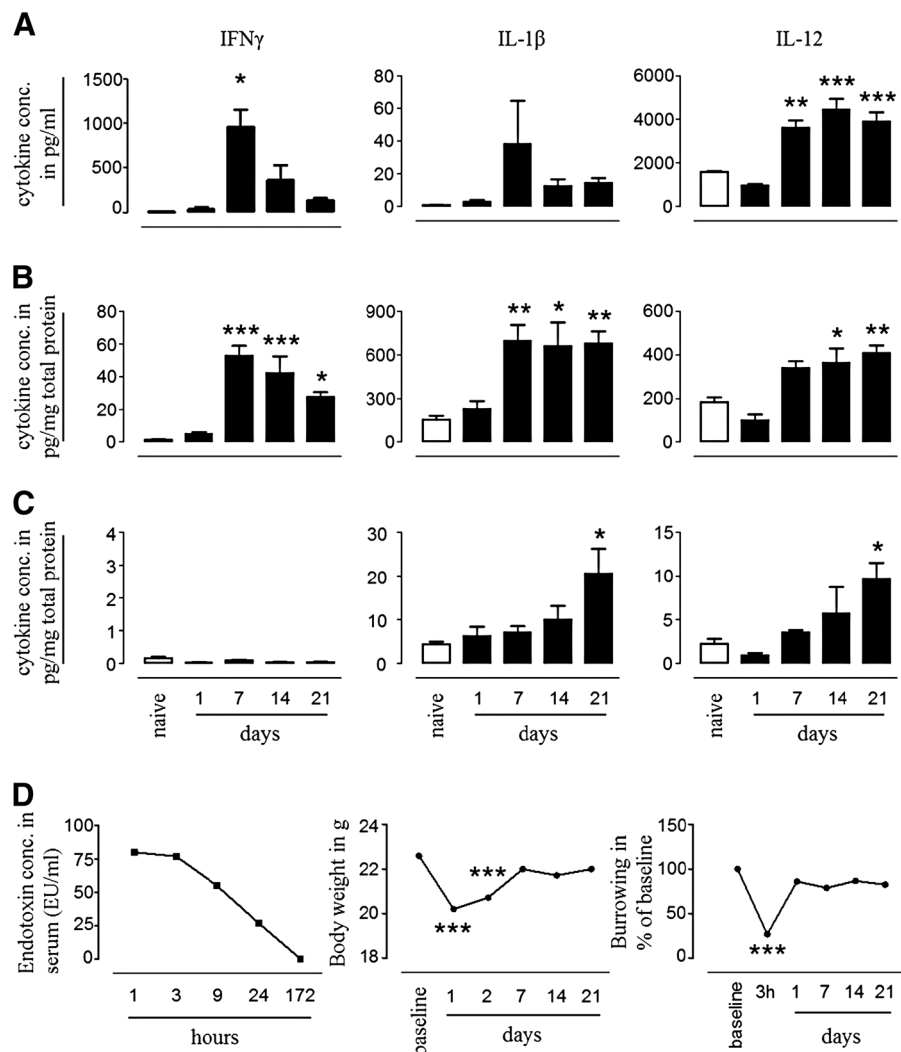 A
IFNγ
IL-1β
IL-12
cytokine conc.
in pg/ml
1500
1000
500
0
*
80
60
40
20
0
6000
4000
2000
0
**
***
***
B
cytokine conc. in
pg/mg total protein
80
60
40
20
0
***
***
*
900
600
300
0
**
*
**
600
400
200
0
*
**
C
cytokine conc. in
pg/mg total protein
4
3
2
1
0
30
20
10
0
*
15
10
5
0
*
naive 1 7 14 21
days
naive 1 7 14 21
days
naive 1 7 14 21
days
D
Endotoxin conc. in
serum (EU/ml)
100
75
50
25
0
1 3 9 24 172
hours
Body weight in g
24
22
20
18
***
***
baseline 1 2 7 14 21
days
Burrowing in
% of baseline
150
100
50
0
***
baseline 3h 1 7 14 21
days